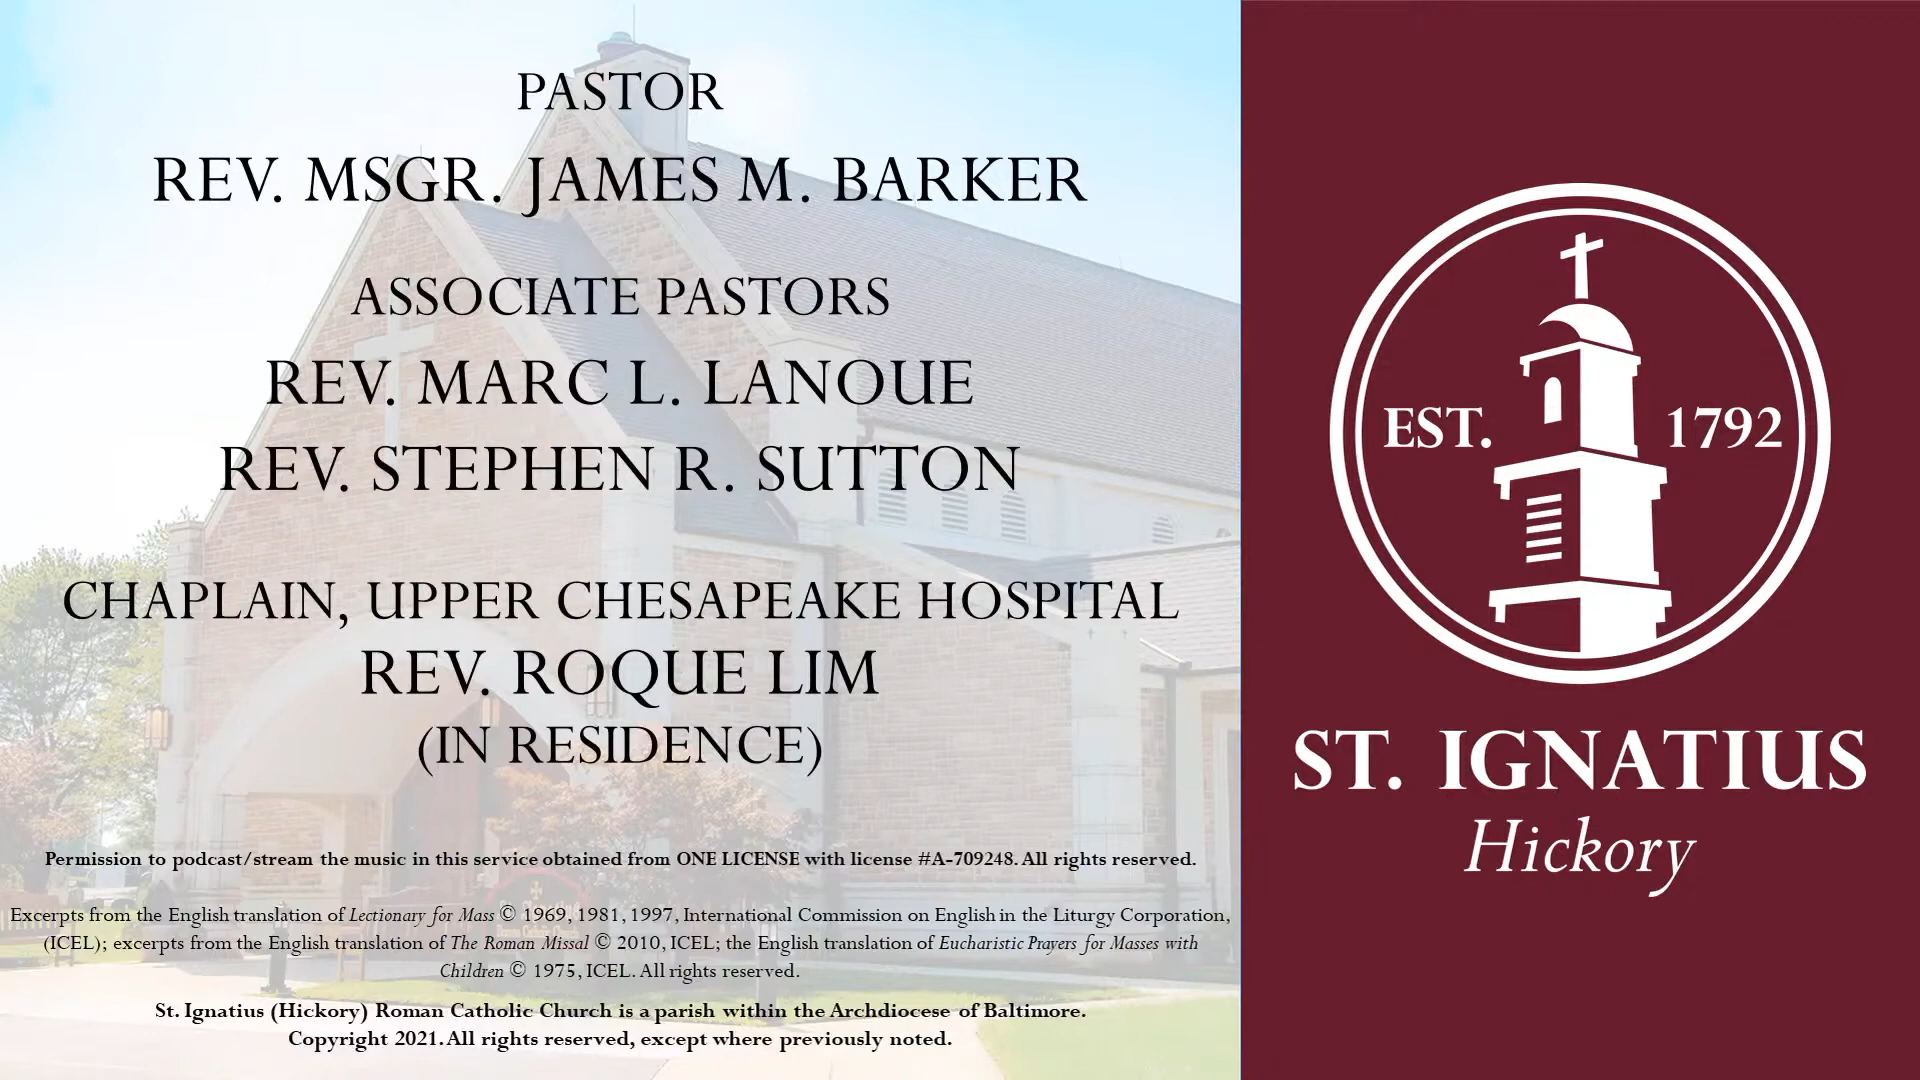 PASTOR
REV. MSGR. JAMES M. BARKER
ASSOCIATE PASTORS
REV. MARC L. LANOUE
REV. STEPHEN R. SUTTON
CHAPLAIN, UPPER CHESAPEAKE HOSPITAL
REV. ROQUE LIM
(IN RESIDENCE)
Permission to podcast/stream the music in this service obtained from ONE LICENSE with license #A-709248. All rights reserved.
Excerpts from the English translation of Lectionary for Mass © 1969, 1981, 1997, International Commission on English in the Liturgy Corporation,
(ICEL); excerpts from the English translation of The Roman Missal © 2010, ICEL; the English translation of Eucharistic Prayers for Masses with
Children © 1975, ICEL. All rights reserved.
St. Ignatius (Hickory) Roman Catholic Church is a parish within the Archdiocese of Baltimore.
Copyright 2021. All rights reserved, except where previously noted.
EST. 1792
ST. IGNATIUS
Hickory